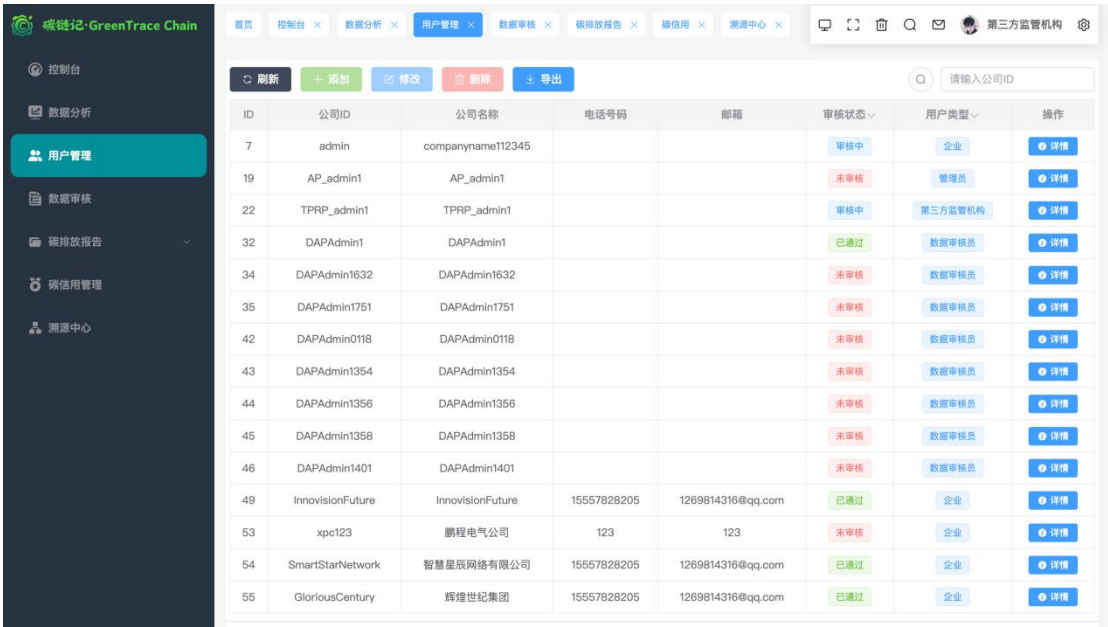 碳链记·GreenTrace Chain
首页 控制台 × 数据分析 × 用户管理 × 数据审核 × 碳排放报告 × 碳信用 × 溯源中心 × 第三方监管机构
控制台
数据分析
用户管理
数据审核
碳排放报告
碳信用管理
溯源中心
刷新 + 添加 修改 删除 导出 请输入公司ID
ID 公司ID 公司名称 电话号码 邮箱 审核状态 用户类型 操作
7 admin companyname112345 审核中 企业 详情
19 AP_admin1 AP_admin1 未审核 管理员 详情
22 TPRP_admin1 TPRP_admin1 审核中 第三方监管机构 详情
32 DAPAdmin1 DAPAdmin1 已通过 数据审核员 详情
34 DAPAdmin1632 DAPAdmin1632 未审核 数据审核员 详情
35 DAPAdmin1751 DAPAdmin1751 未审核 数据审核员 详情
42 DAPAdmin0118 DAPAdmin0118 未审核 数据审核员 详情
43 DAPAdmin1354 DAPAdmin1354 未审核 数据审核员 详情
44 DAPAdmin1356 DAPAdmin1356 未审核 数据审核员 详情
45 DAPAdmin1358 DAPAdmin1358 未审核 数据审核员 详情
46 DAPAdmin1401 DAPAdmin1401 未审核 数据审核员 详情
49 InnovisionFuture InnovisionFuture 15557828205 1269814316@qq.com 已通过 企业 详情
53 xpc123 鹏程电气公司 123 123 未审核 企业 详情
54 SmartStarNetwork 智慧星辰网络有限公司 15557828205 1269814316@qq.com 已通过 企业 详情
55 GloriousCentury 辉煌世纪集团 15557828205 1269814316@qq.com 已通过 企业 详情